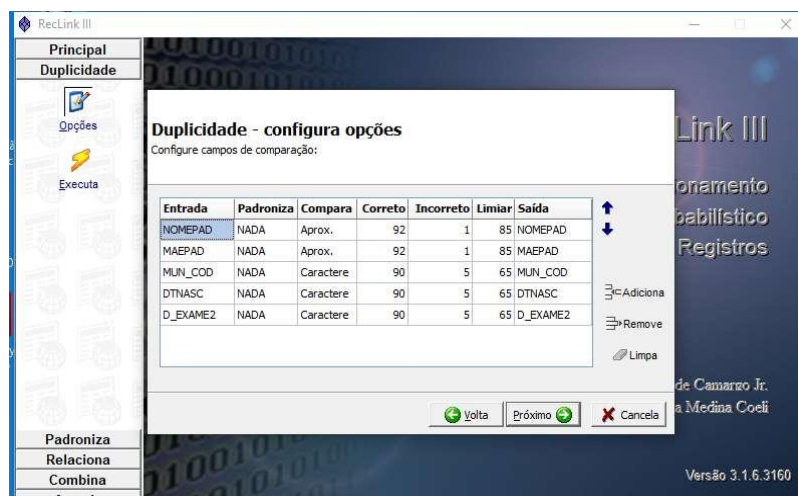 RecLink III
Principal
Duplicidade
Opções
Executa
Padroniza
Relaciona
Combina
Duplicidade - configura opções
Configure campos de comparação:
Entrada Padroniza Compara Correto Incorreto Limiar Saída
NOMEPAD NADA Aprox. 92 1 85 NOMEPAD
MAEPAD NADA Aprox. 92 1 85 MAEPAD
MUN_COD NADA Caractere 90 5 65 MUN_COD
DTNASC NADA Caractere 90 5 65 DTNASC
D_EXAME2 NADA Caractere 90 5 65 D_EXAME2
Adiciona
Remove
Limpa
Volta Próximo Cancela
Link III
onamento
babilístico
Registros
de Camargo Jr.
a Medina Coeli
Versão 3.1.6.3160